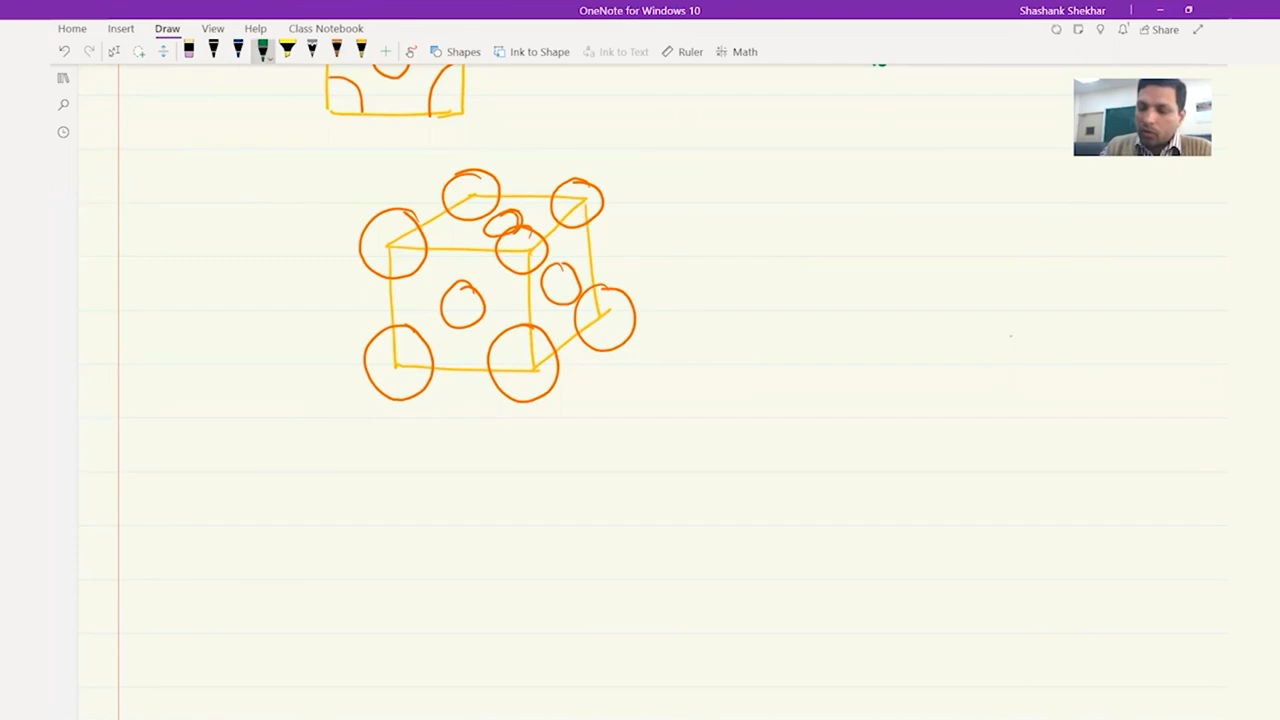 OneNote for Windows 10
Shashank Shekhar
Home Insert Draw View Help Class Notebook
Shapes Ink to Shape Ink to Text Ruler Math Share